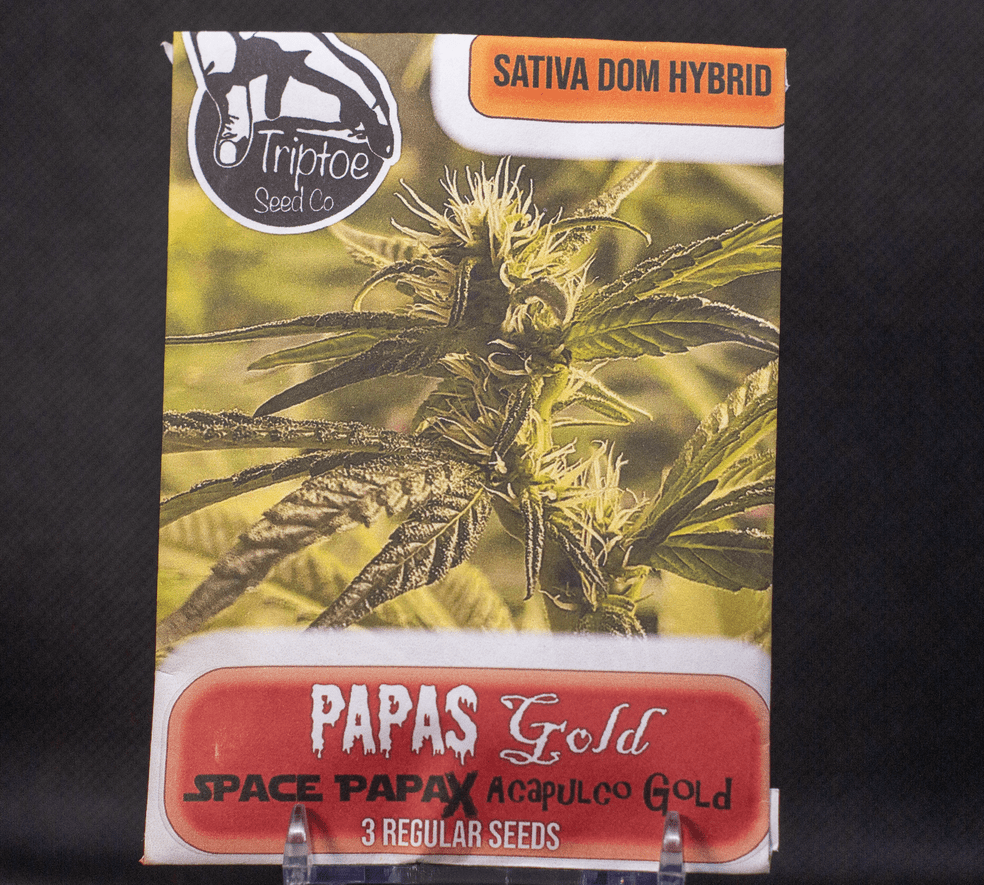 SATIVA DOM HYBRID
Triptoe
Seed Co
PAPAS Gold
SPACE PAPA X Acapulco Gold
3 REGULAR SEEDS